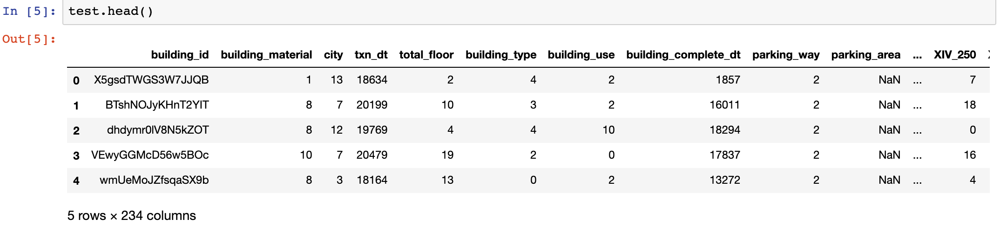 In [5]: test.head()
Out[5]:
building_id building_material city txn_dt total_floor building_type building_use building_complete_dt parking_way parking_area ... XIV_250
0 X5gsdTWGS3W7JJQB 1 13 18634 2 4 2 1857 2 NaN ... 7
1 BTshNOJyKHnT2YIT 8 7 20199 10 3 2 16011 2 NaN ... 18
2 dhdymr0lV8N5kZOT 8 12 19769 4 4 10 18294 2 NaN ... 0
3 VEwyGGMcD56w5BOc 10 7 20479 19 2 0 17837 2 NaN ... 16
4 wmUeMoJZfsqaSX9b 8 3 18164 13 0 2 13272 2 NaN ... 4
5 rows × 234 columns